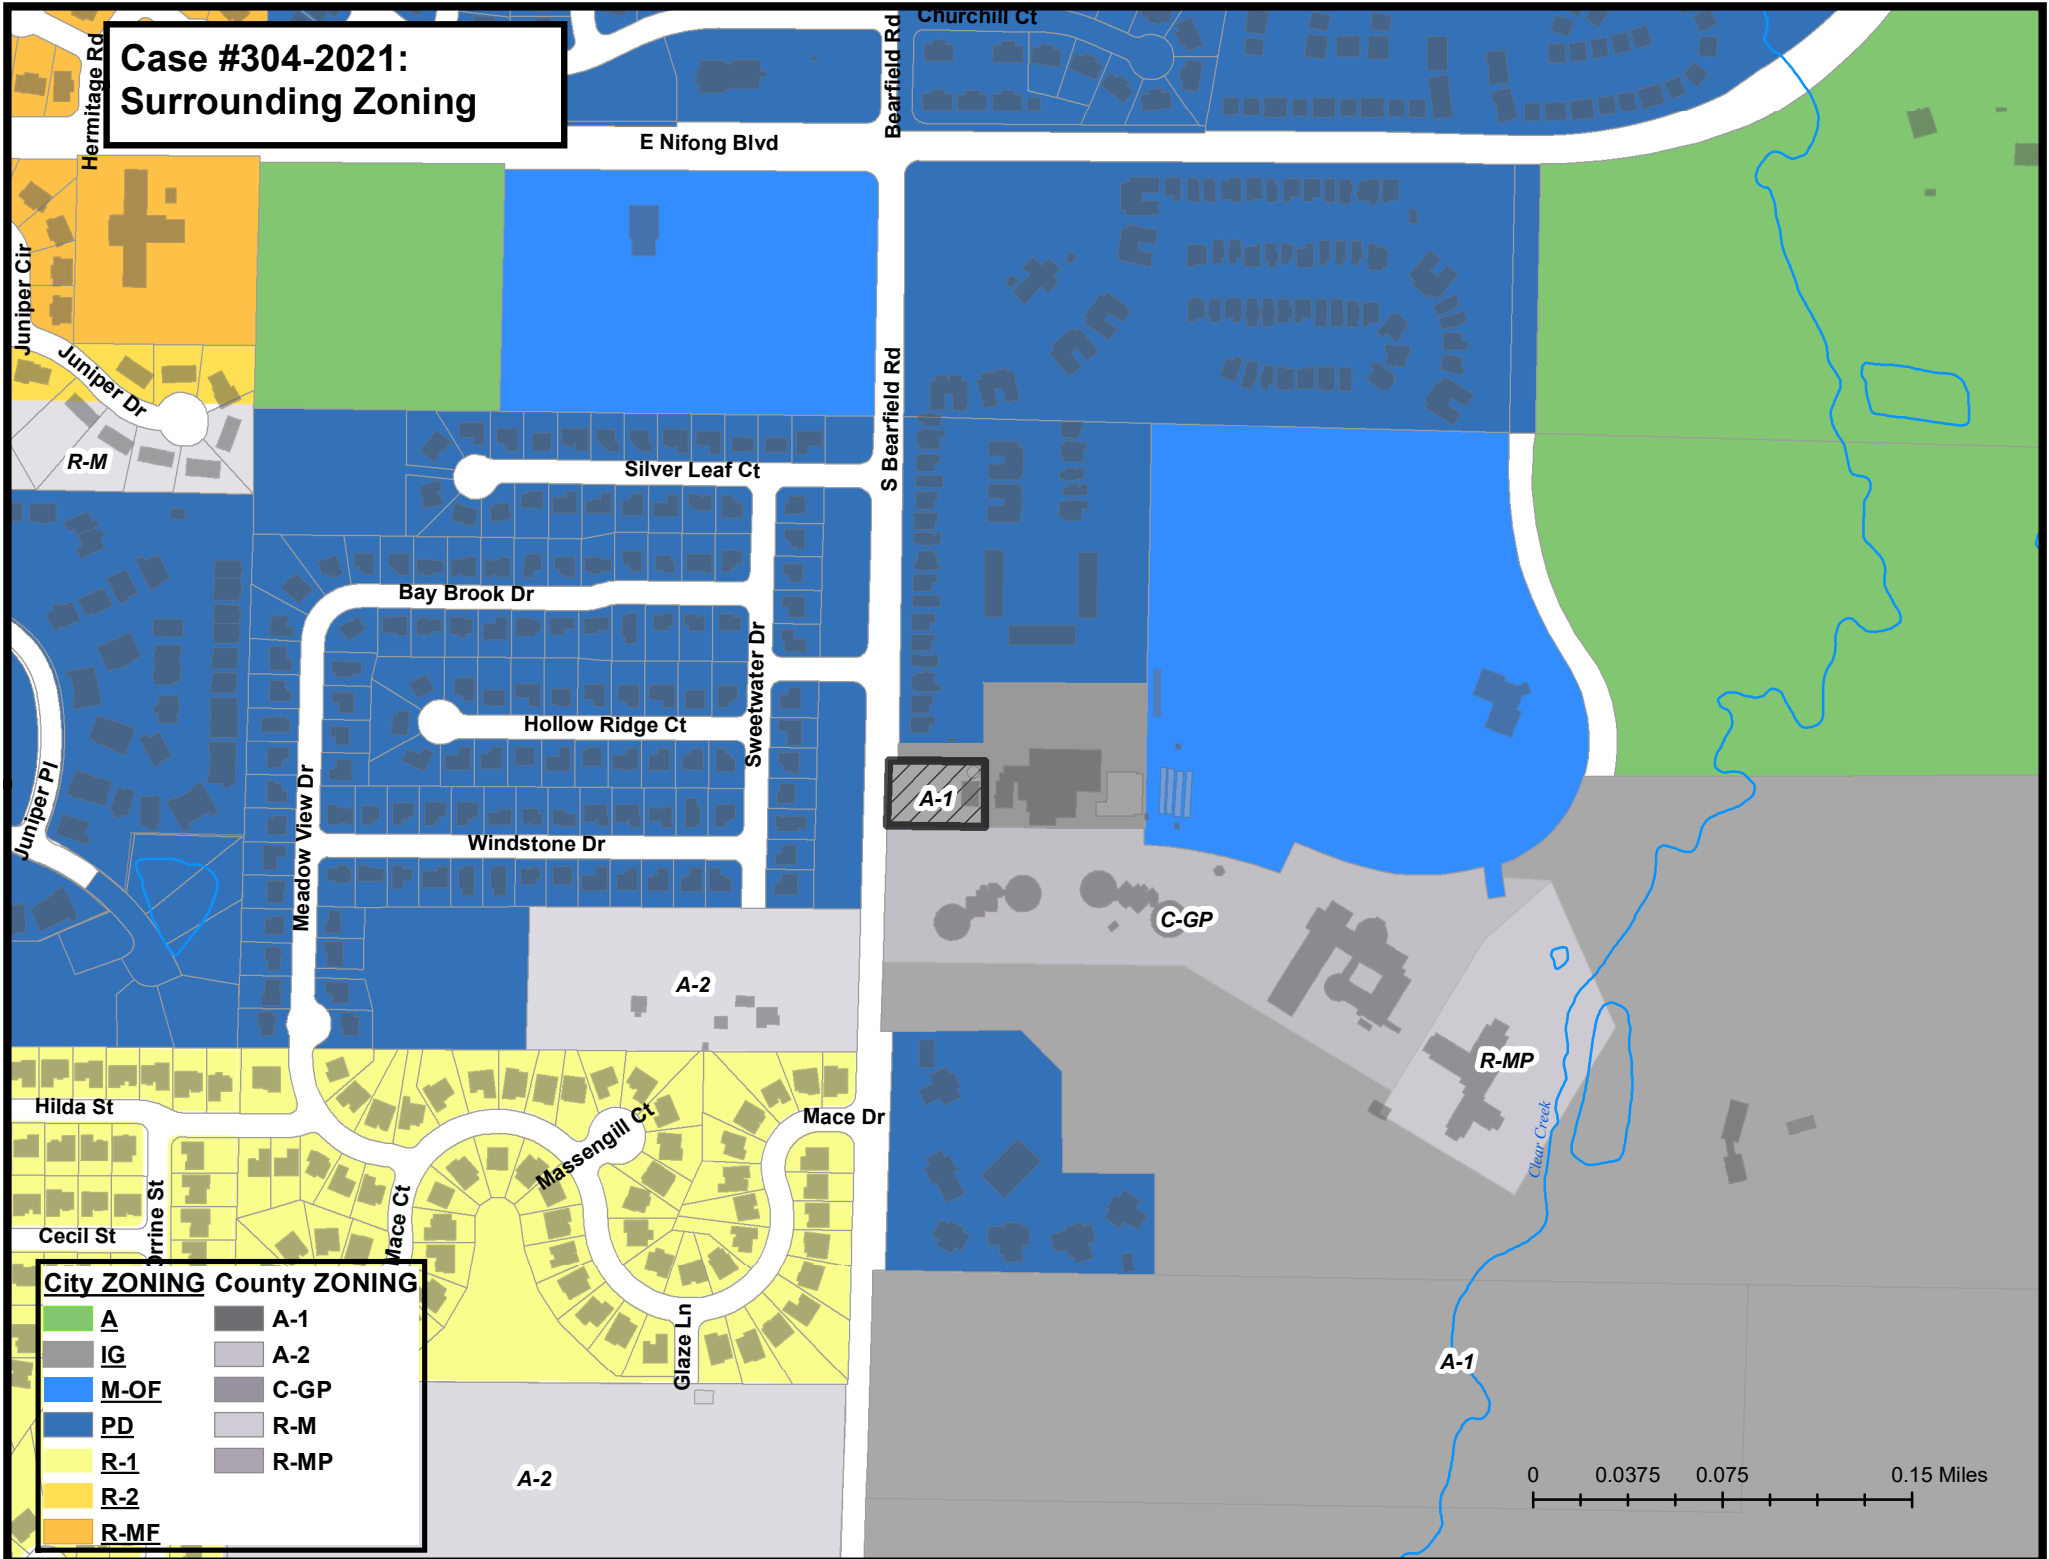 Churchill Ct
Case #304-2021:
Surrounding Zoning
Hermitage Rd
Bearfield Rd
E Nifong Blvd
Juniper Cir
Juniper Dr
R-M
S Bearfield Rd
Silver Leaf Ct
Bay Brook Dr
Sweetwater Dr
Hollow Ridge Ct
Meadow View Dr
Juniper Pl
A-1
Windstone Dr
C-GP
A-2
R-MP
Hilda St
Mace Dr
Massengill Ct
Clear Creek
Mace Ct
Cecil St
orrine St
Glaze Ln
A-1
A-2
City ZONING County ZONING
A A-1
IG A-2
M-OF C-GP
PD R-M
R-1 R-MP
R-2
R-MF
0 0.0375 0.075 0.15 Miles